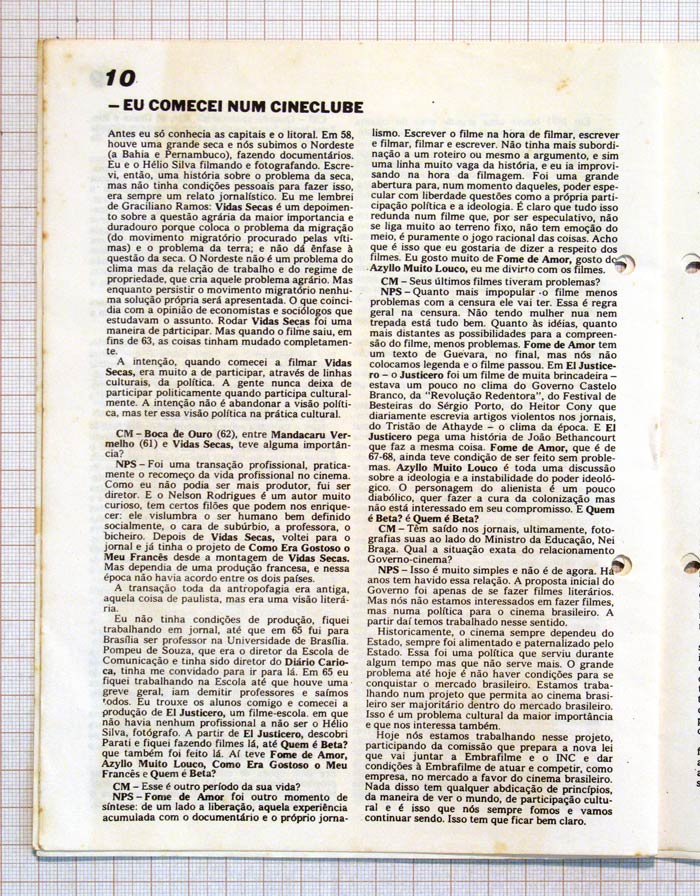 10
— EU COMECEI NUM CINECLUBE
Antes eu só conhecia as capitais e o litoral. Em 58,
houve uma grande seca e nós subimos o Nordeste
(a Bahia e Pernambuco), fazendo documentários.
Eu e o Hélio Silva filmando e fotografando. Escre-
vi, então, uma história sobre o problema da seca,
mas não tinha condições pessoais para fazer isso,
era sempre um relato jornalístico. Eu me lembrei
de Graciliano Ramos: Vidas Secas é um depoimen-
to sobre a questão agrária da maior importancia e
duradouro porque coloca o problema da migração
(do movimento migratório procurado pelas víti-
mas) e o problema da terra; e não dá ênfase à
questão da seca. O Nordeste não é um problema do
clima mas da relação de trabalho e do regime de
propriedade, que cria aquele problema agrário. Mas
enquanto persistir o movimento migratório nenhu-
ma solução própria será apresentada. O que coinci-
dia com a opinião de economistas e sociólogos que
estudavam o assunto. Rodar Vidas Secas foi uma
maneira de participar. Mas quando o filme saiu, em
fins de 63, as coisas tinham mudado completamen-
te.
A intenção, quando comecei a filmar Vidas
Secas, era muito a de participar, através de linhas
culturais, da política. A gente nunca deixa de
participar politicamente quando participa cultural-
mente. A intenção não é abandonar a visão políti-
ca, mas ter essa visão política na prática cultural.
CM – Boca de Ouro (62), entre Mandacaru Ver-
melho (61) e Vidas Secas, teve alguma importân-
cia?
NPS – Foi uma transação profissional, pratica-
mente o recomeço da vida profissional no cinema.
Como eu não podia ser mais produtor, fui ser
diretor. E o Nelson Rodrigues é um autor muito
curioso, tem certos filões que podem nos enrique-
cer: ele vislumbra o ser humano bem definido
socialmente, o cara de subúrbio, a professora, o
bicheiro. Depois de Vidas Secas, voltei para o
jornal e já tinha o projeto de Como Era Gostoso o
Meu Francês desde a montagem de Vidas Secas.
Mas dependia de uma produção francesa, e nessa
época não havia acordo entre os dois países.
A transação toda da antropofagia era antiga,
aquela coisa de paulista, mas era uma visão literá-
ria.
Eu não tinha condições de produção, fiquei
trabalhando em jornal, até que em 65 fui para
Brasília ser professor na Universidade de Brasília.
Pompeu de Souza, que era o diretor da Escola de
Comunicação e tinha sido diretor do Diário Cario-
ca, tinha me convidado para ir para lá. Em 65 eu
fiquei trabalhando na Escola até que houve uma
greve geral, iam demitir professores e saímos
todos. Eu trouxe os alunos comigo e comecei a
produção de El Justicero, um filme-escola. em que
não havia nenhum profissional a não ser o Hélio
Silva, fotógrafo. A partir de El Justicero, descobri
Parati e fiquei fazendo filmes lá, até Quem é Beta?
que também foi feito lá. Aí teve Fome de Amor,
Azyllo Muito Louco, Como Era Gostoso o Meu
Francês e Quem é Beta?
CM – Esse é outro período da sua vida?
NPS – Fome de Amor foi outro momento de
síntese: de um lado a liberação, aquela experiência
acumulada com o documentário e o próprio jorna-
lismo. Escrever o filme na hora de filmar, escrever
e filmar, filmar e escrever. Não tinha mais subordi-
nação a um roteiro ou mesmo a argumento, e sim
uma linha muito vaga da história, e eu ia improvi-
sando na hora da filmagem. Foi uma grande
abertura para, num momento daqueles, poder espe-
cular com liberdade questões como a própria parti-
cipação política e a ideologia. É claro que tudo isso
redunda num filme que, por ser especulativo, não
se liga muito ao terreno fixo, não tem emoção do
meio, é puramente o jogo racional das coisas. Acho
que é isso que eu gostaria de dizer a respeito dos
filmes. Eu gosto muito de Fome de Amor, gosto de
Azyllo Muito Louco, eu me divirto com os filmes.
CM – Seus últimos filmes tiveram problemas?
NPS – Quanto mais impopular o filme menos
problemas com a censura ele vai ter. Essa é regra
geral na censura. Não tendo mulher nua nem
trepada está tudo bem. Quanto às idéias, quanto
mais distantes as possibilidades para a compreen-
são do filme, menos problemas. Fome de Amor tem
um texto de Guevara, no final, mas nós não
colocamos legenda e o filme passou. Em El Justice-
ro – o Justicero foi um filme de muita brincadeira –
estava um pouco no clima do Governo Castelo
Branco, da "Revolução Redentora", do Festival de
Besteiras do Sérgio Porto, do Heitor Cony que
diariamente escrevia artigos violentos nos jornais,
do Tristão de Athayde – o clima da época. E El
Justicero pega uma história de João Bethancourt
que faz a mesma coisa. Fome de Amor, que é de
67-68, ainda teve condição de ser feito sem proble-
mas. Azyllo Muito Louco é toda uma discussão
sobre a ideologia e a instabilidade do poder ideoló-
gico. O personagem do alienista é um pouco
diabólico, quer fazer a cura da colonização mas
não está interessado em seu compromisso. E Quem
é Beta? é Quem é Beta?
CM – Têm saído nos jornais, ultimamente, foto-
grafias suas ao lado do Ministro da Educação, Nei
Braga. Qual a situação exata do relacionamento
Governo-cinema?
NPS – Isso é muito simples e não é de agora. Há
anos tem havido essa relação. A proposta inicial do
Governo foi apenas de se fazer filmes literários.
Mas nós não estamos interessados em fazer filmes,
mas numa política para o cinema brasileiro. A
partir daí temos trabalhado nesse sentido.
Historicamente, o cinema sempre dependeu do
Estado, sempre foi alimentado e paternalizado pelo
Estado. Essa foi uma política que serviu durante
algum tempo mas que não serve mais. O grande
problema até hoje é não haver condições para se
conquistar o mercado brasileiro. Estamos traba-
lhando num projeto que permita ao cinema brasi-
leiro ser majoritário dentro do mercado brasileiro.
Isso é um problema cultural da maior importância
e que nos interessa também.
Hoje nós estamos trabalhando nesse projeto,
participando da comissão que prepara a nova lei
que vai juntar a Embrafilme e o INC e dar
condições à Embrafilme de atuar e competir, como
empresa, no mercado a favor do cinema brasileiro.
Nada disso tem qualquer abdicação de princípios,
da maneira de ver o mundo, de participação cultu-
ral e é isso que nós sempre fomos e vamos
continuar sendo. Isso tem que ficar bem claro.